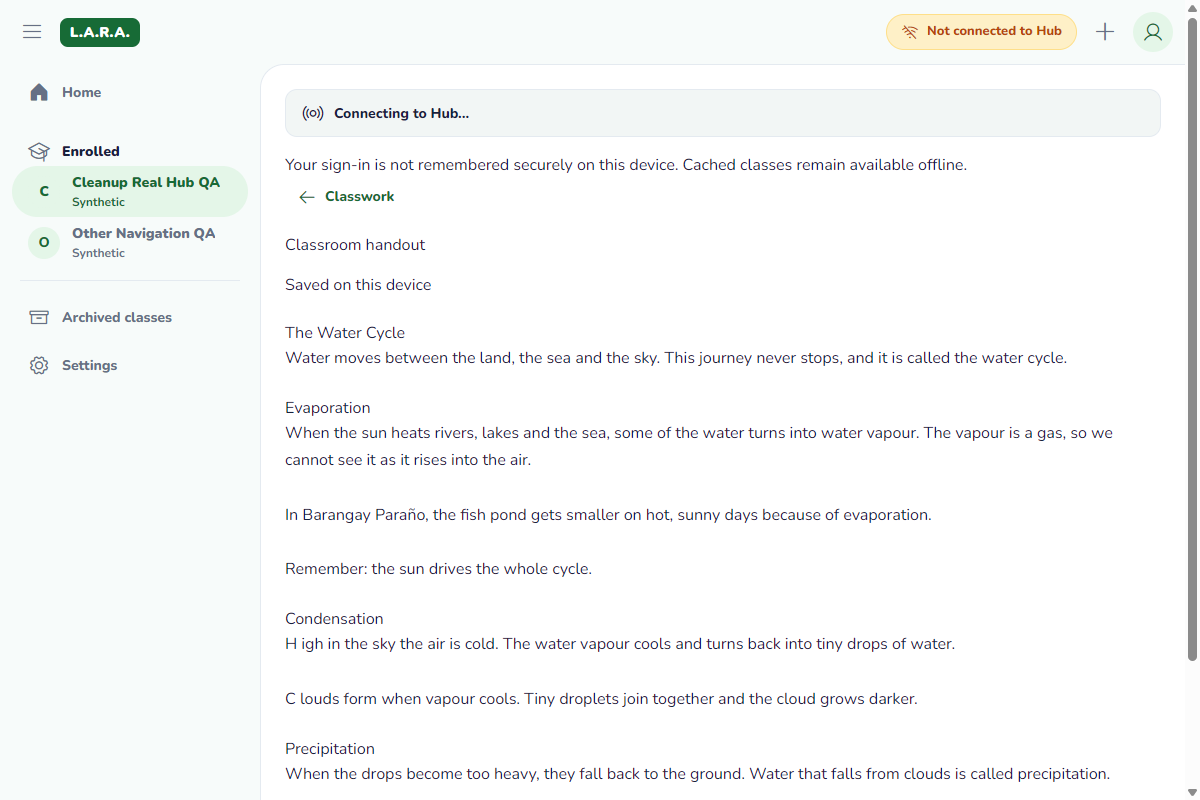 L.A.R.A.
Not connected to Hub
Home
Enrolled
C
Cleanup Real Hub QA
Synthetic
O
Other Navigation QA
Synthetic
Archived classes
Settings
Connecting to Hub...
Your sign-in is not remembered securely on this device. Cached classes remain available offline.
Classwork
Classroom handout
Saved on this device
The Water Cycle
Water moves between the land, the sea and the sky. This journey never stops, and it is called the water cycle.
Evaporation
When the sun heats rivers, lakes and the sea, some of the water turns into water vapour. The vapour is a gas, so we
cannot see it as it rises into the air.
In Barangay Paraño, the fish pond gets smaller on hot, sunny days because of evaporation.
Remember: the sun drives the whole cycle.
Condensation
H igh in the sky the air is cold. The water vapour cools and turns back into tiny drops of water.
C louds form when vapour cools. Tiny droplets join together and the cloud grows darker.
Precipitation
When the drops become too heavy, they fall back to the ground. Water that falls from clouds is called precipitation.